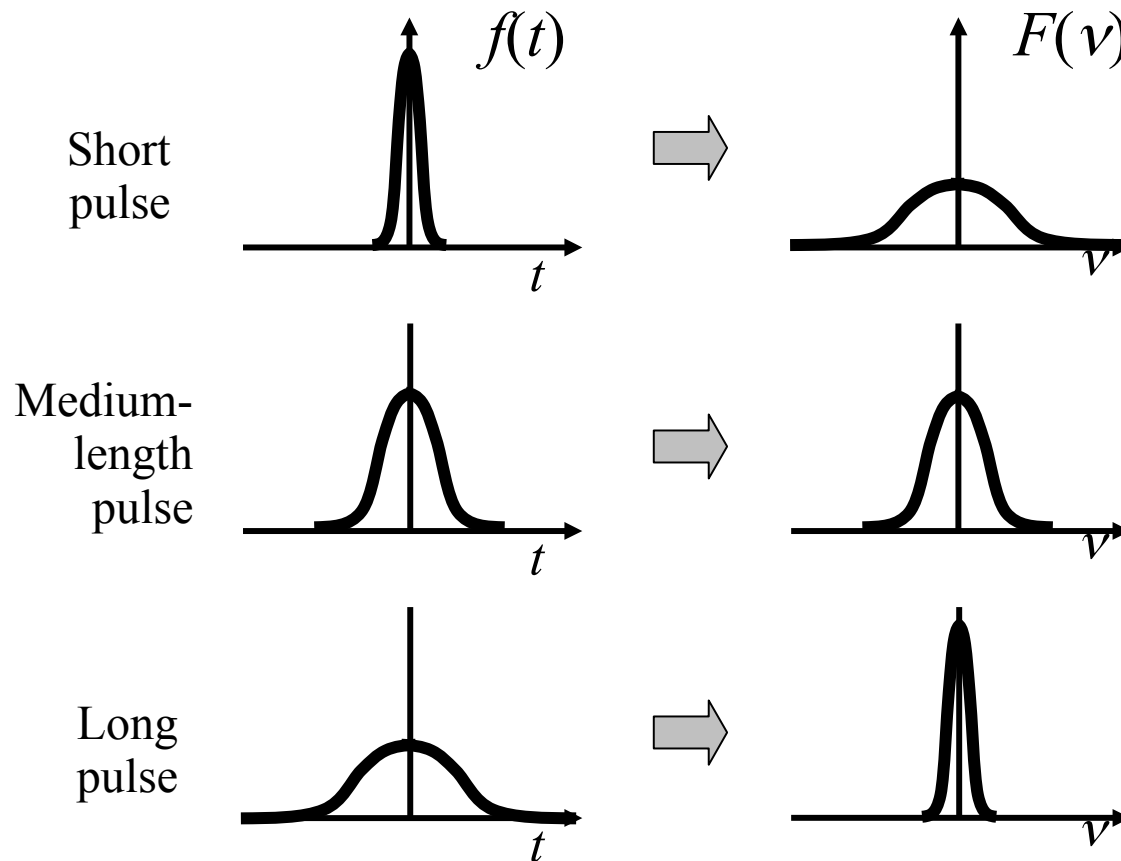 f(t)
F(ν)
Short
pulse
t
ν
Medium-
length
pulse
t
ν
Long
pulse
t
ν